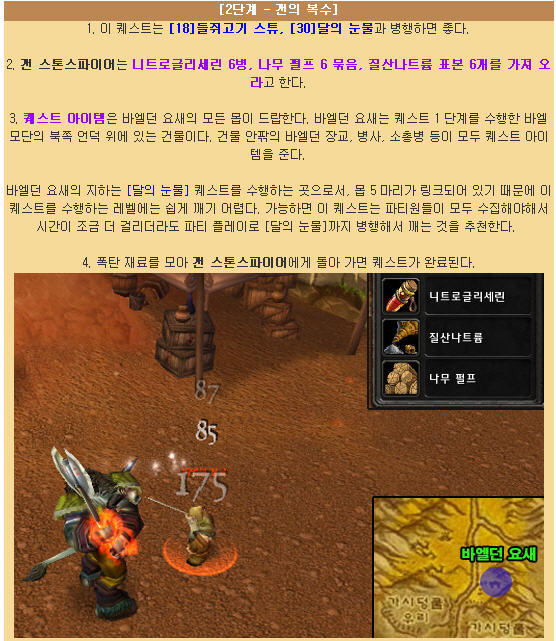 [2단계 - 갠의 복수]
1. 이 퀘스트는 [18]들쥐고기 스튜, [30]달의 눈물과 병행하면 좋다.
2. 갠 스톤스파이어는 니트로글리세린 6병, 나무 펄프 6 묶음, 질산나트륨 표본 6개를 가져 오
라고 한다.
3. 퀘스트 아이템은 바엘던 요새의 모든 몹이 드랍한다. 바엘던 요새는 퀘스트 1 단계를 수행한 바엘
모단의 북쪽 언덕 위에 있는 건물이다. 건물 안팎의 바엘던 장교, 병사, 소총병 등이 모두 퀘스트 아이
템을 준다.
바엘던 요새의 지하는 [달의 눈물] 퀘스트를 수행하는 곳으로서, 몹 5 마리가 링크되어 있기 때문에 이
퀘스트를 수행하는 레벨에는 쉽게 깨기 어렵다. 가능하면 이 퀘스트는 파티원들이 모두 수집해야해서
시간이 조금 더 걸리더라도 파티 플레이로 [달의 눈물]까지 병행해서 깨는 것을 추천한다.
4. 폭탄 재료를 모아 갠 스톤스파이어에게 돌아 가면 퀘스트가 완료된다.
니트로글리세린
질산나트륨
나무 펄프
87
85
175
바엘던 요새
가시덩굴
우리
가시덩굴